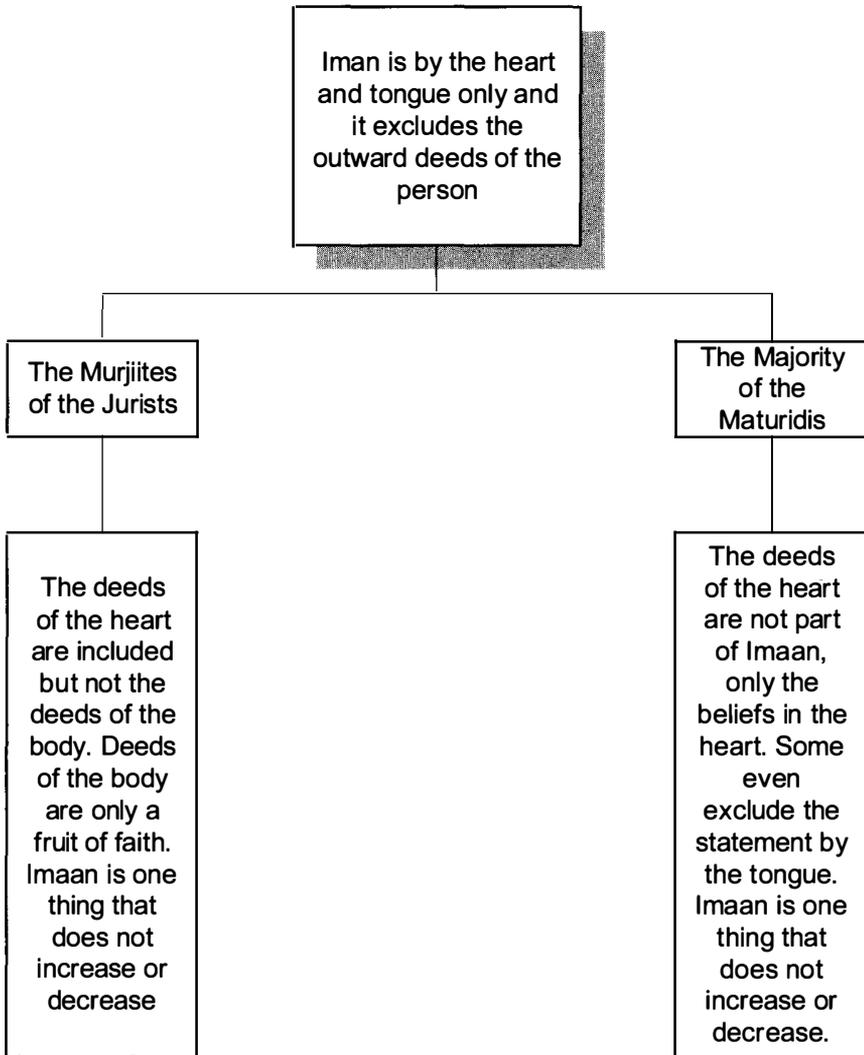 Iman is by the heart
and tongue only and
it excludes the
outward deeds of the
person
The Murjiites
of the Jurists
The Majority
of the
Maturidis
The deeds
of the heart
are included
but not the
deeds of the
body. Deeds
of the body
are only a
fruit of faith.
Imaan is one
thing that
does not
increase or
decrease
The deeds
of the heart
are not part
of Imaan,
only the
beliefs in the
heart. Some
even
exclude the
statement by
the tongue.
Imaan is one
thing that
does not
increase or
decrease.